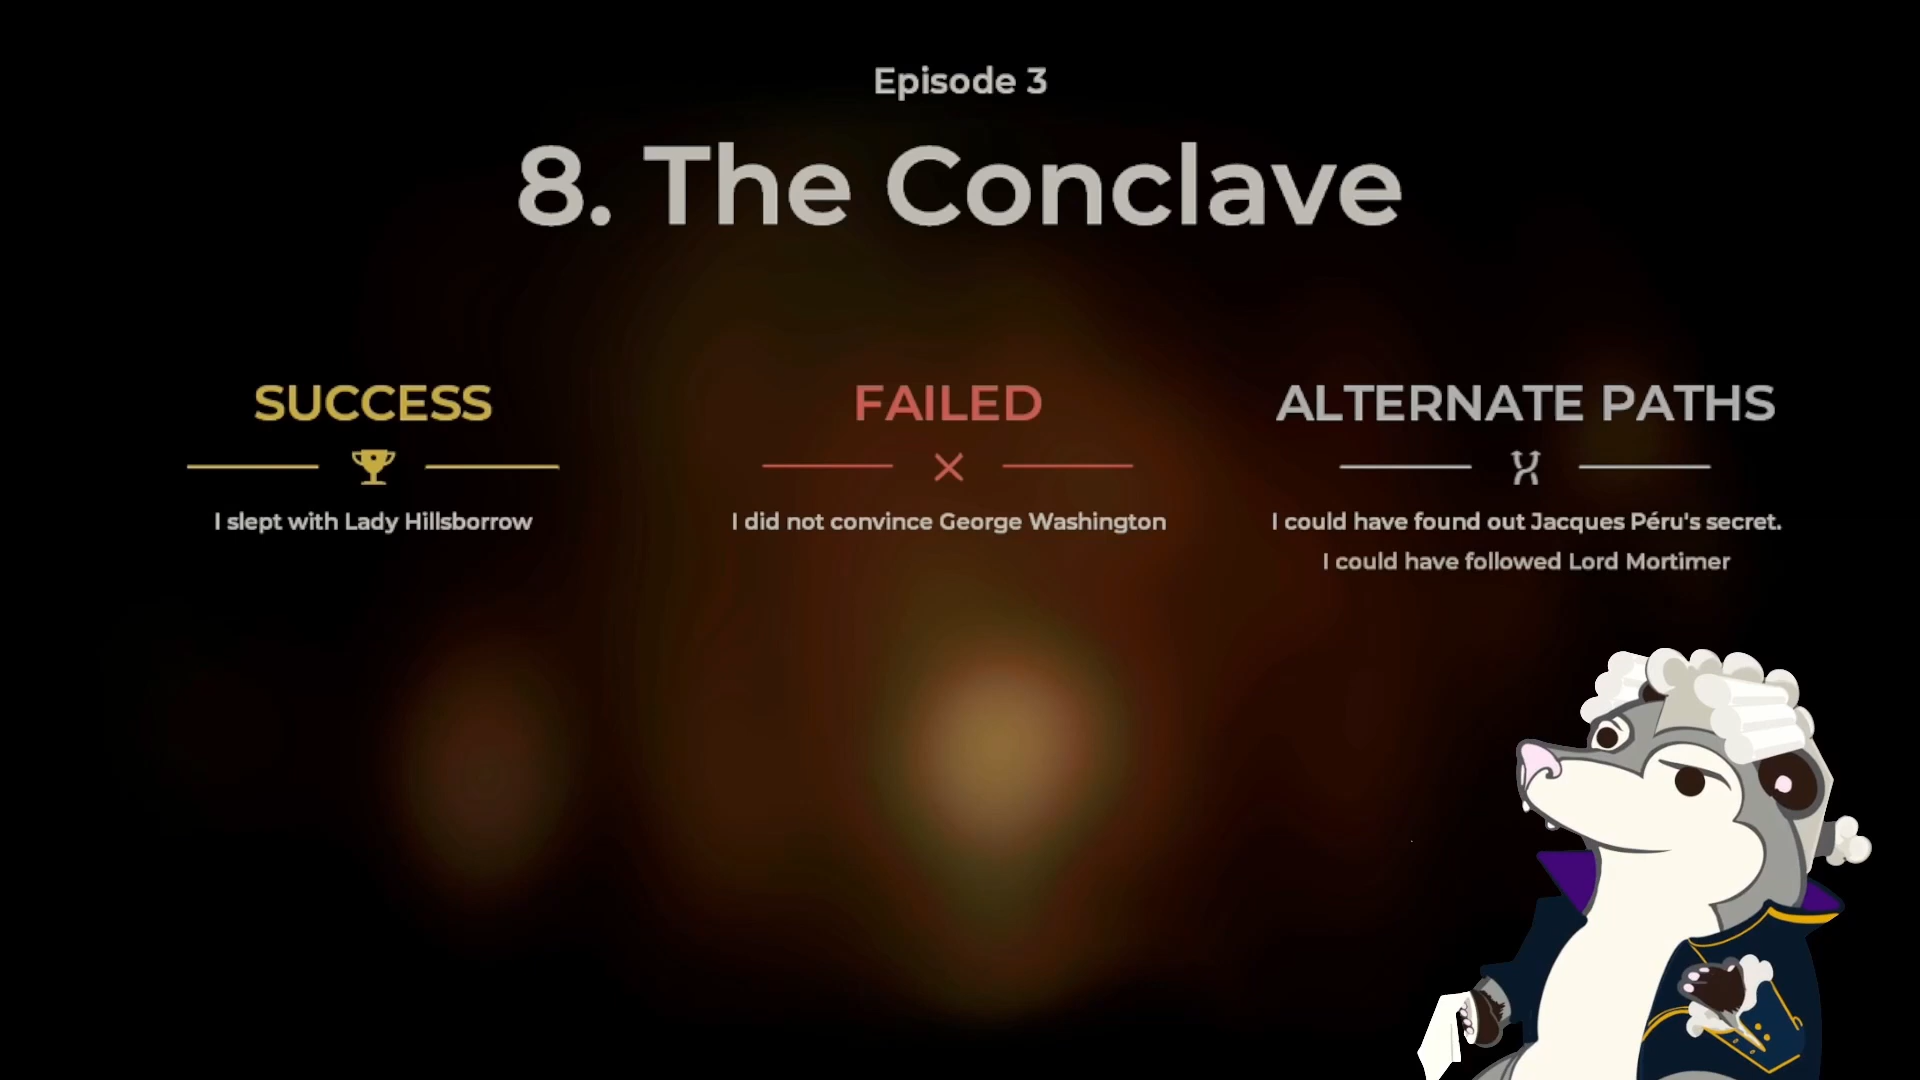 Episode 3
8. The Conclave
SUCCESS
I slept with Lady Hillsborrow
FAILED
I did not convince George Washington
ALTERNATE PATHS
I could have found out Jacques Péru's secret.
I could have followed Lord Mortimer